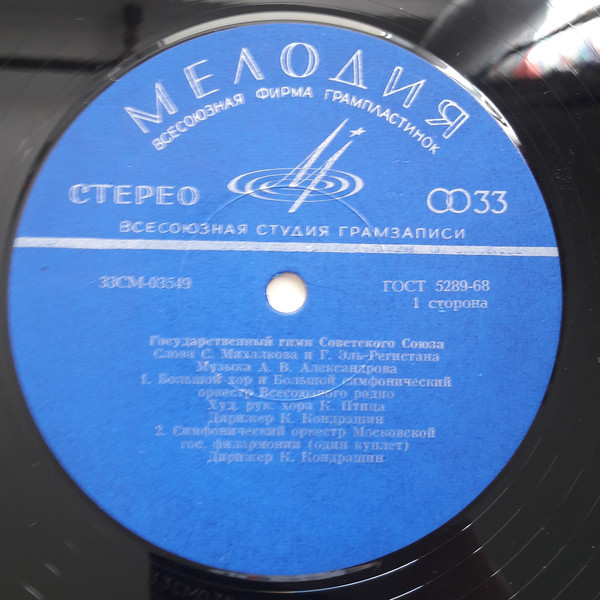 МЕЛОДИЯ
ВСЕСОЮЗНАЯ ФИРМА ГРАМПЛАСТИНОК
СТЕРЕО
33
ВСЕСОЮЗНАЯ СТУДИЯ ГРАМЗАПИСИ
33СМ-03549
ГОСТ 5289-68
1 сторона
Государственный гимн Советского Союза
Слова С. Михалкова и Г. Эль-Регистана
Музыка А. В. Александрова
1. Большой хор и Большой симфонический
оркестр Всесоюзного радио
Худ. рук. хора К. Птица
Дирижер К. Кондрашин
2. Симфонический оркестр Московской
гос. филармонии (один куплет)
Дирижер К. Кондрашин